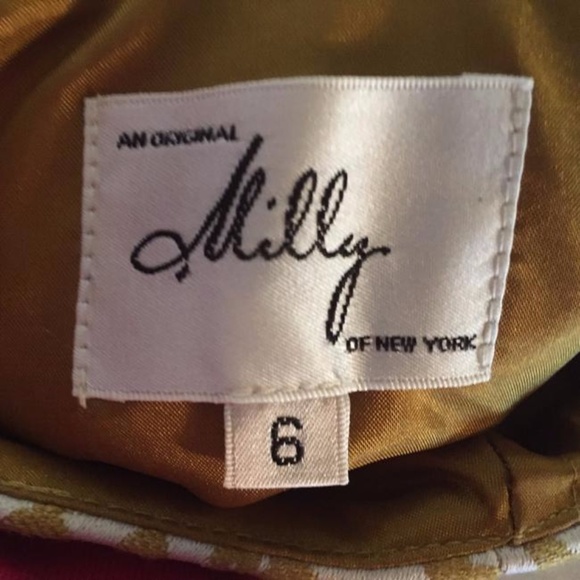 AN ORIGINAL
Milly
OF NEW YORK
6